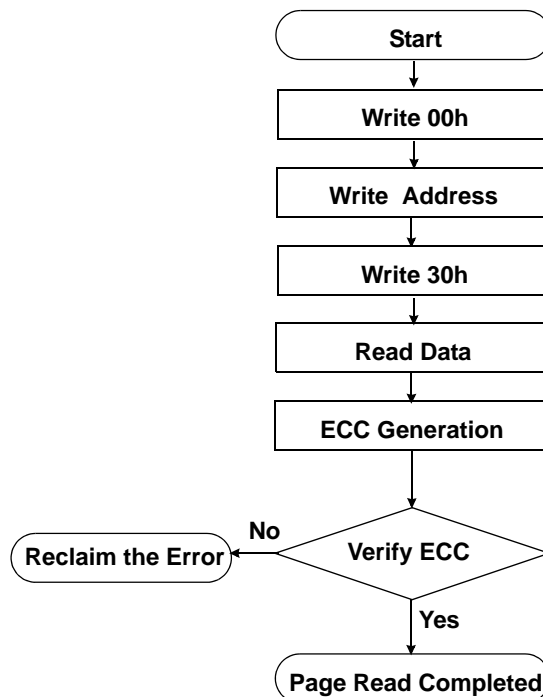 Start
Write 00h
Write Address
Write 30h
Read Data
ECC Generation
No
Reclaim the Error
Verify ECC
Yes
Page Read Completed